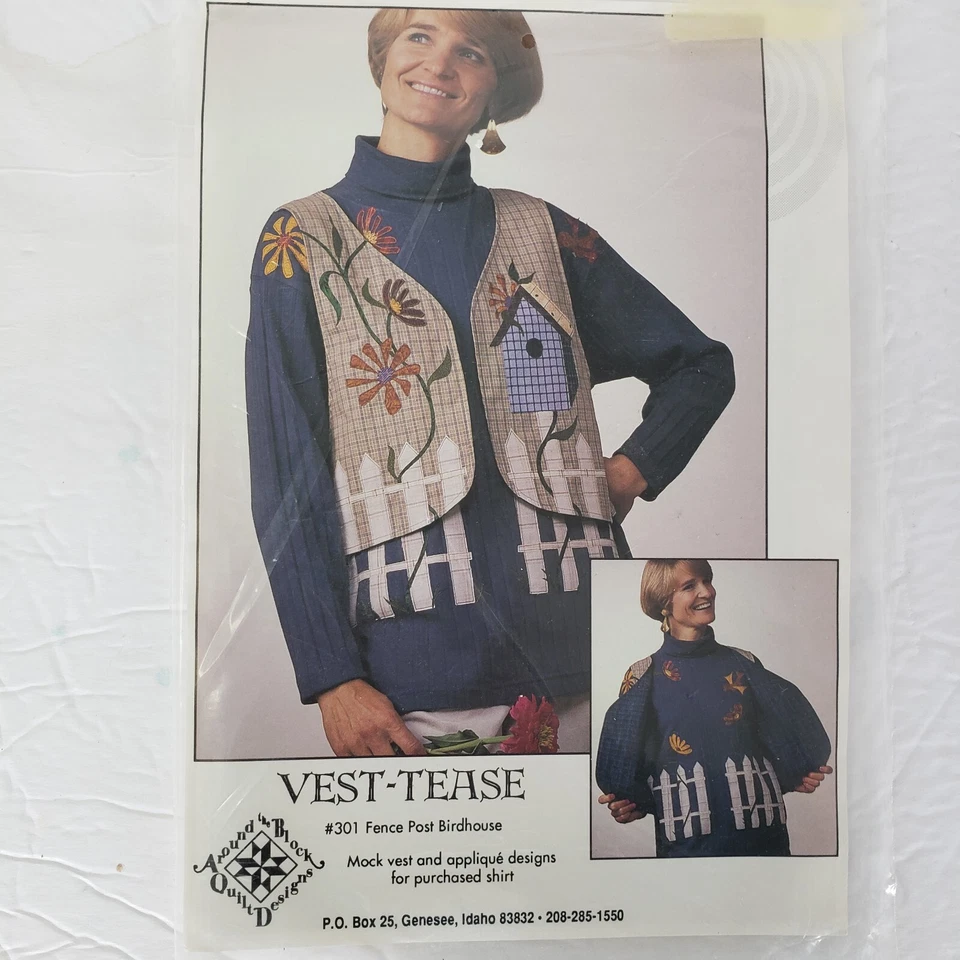 VEST-TEASE
#301 Fence Post Birdhouse
Mock vest and appliqué designs
for purchased shirt
Around the Block
Quilt Designs
P.O. Box 25, Genesee, Idaho 83832 • 208-285-1550